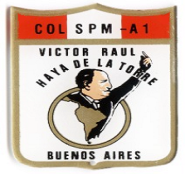 COL SPM -A1
VICTOR RAUL
HAYA DE LA TORRE
BUENOS AIRES